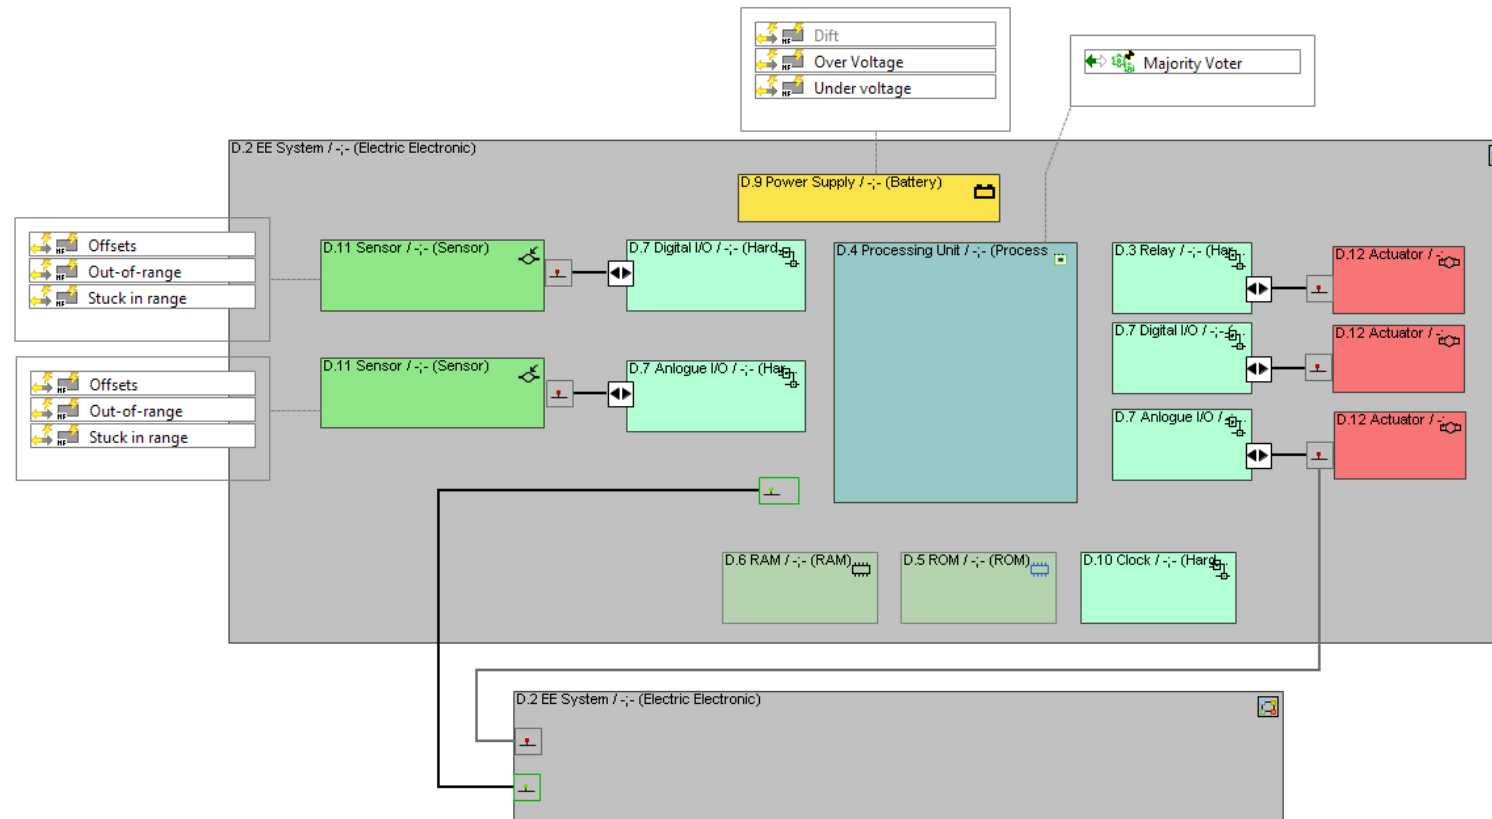 Dift
Over Voltage
Under voltage
Majority Voter
D.2 EE System / -;- (Electric Electronic)
D.9 Power Supply / -;- (Battery)
Offsets
Out-of-range
Stuck in range
D.11 Sensor / -;- (Sensor)
D.7 Digital I/O / -;- (Hard...
D.4 Processing Unit / -;- (Process ...
D.3 Relay / -;- (Har...
D.12 Actuator / -;...
D.7 Digital I/O / -;-(...
D.12 Actuator / -;...
Offsets
Out-of-range
Stuck in range
D.11 Sensor / -;- (Sensor)
D.7 Anlogue I/O / -;- (Har...
D.7 Anlogue I/O / -...
D.12 Actuator / -;...
D.6 RAM / -;- (RAM)
D.5 ROM / -;- (ROM)
D.10 Clock / -;- (Hard...
D.2 EE System / -;- (Electric Electronic)